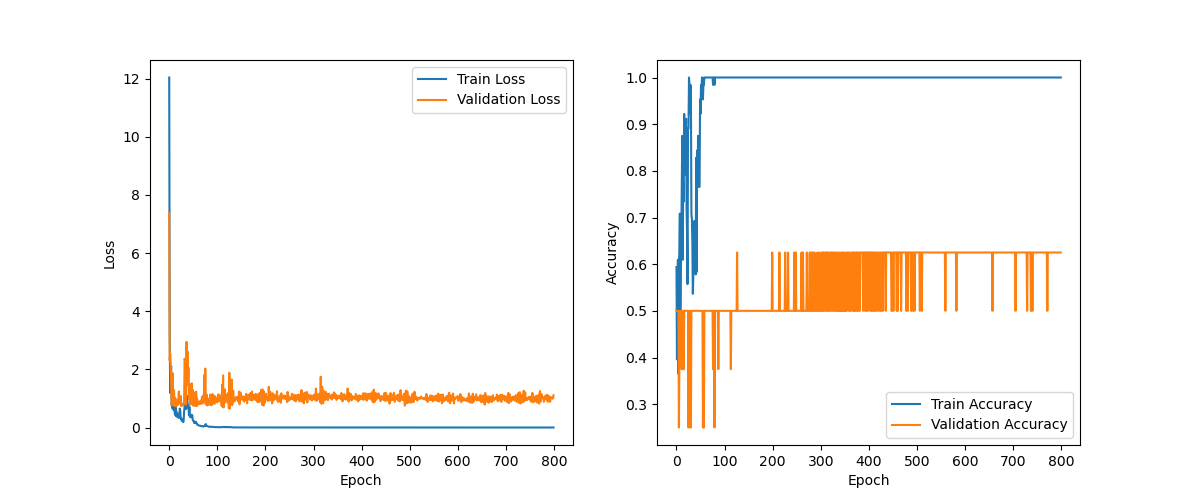 12
10
8
6
4
2
0
Loss
0 100 200 300 400 500 600 700 800
Epoch
Train Loss
Validation Loss
1.0
0.9
0.8
0.7
0.6
0.5
0.4
0.3
Accuracy
0 100 200 300 400 500 600 700 800
Epoch
Train Accuracy
Validation Accuracy